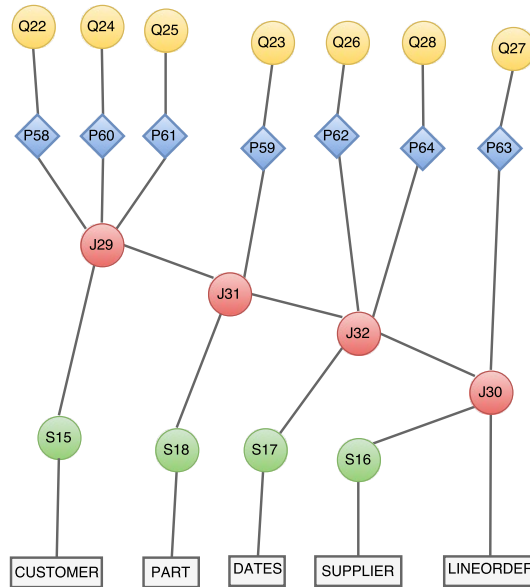 Q22
Q24
Q25
Q23
Q26
Q28
Q27
P58
P60
P61
P59
P62
P64
P63
J29
J31
J32
J30
S15
S18
S17
S16
CUSTOMER
PART
DATES
SUPPLIER
LINEORDER